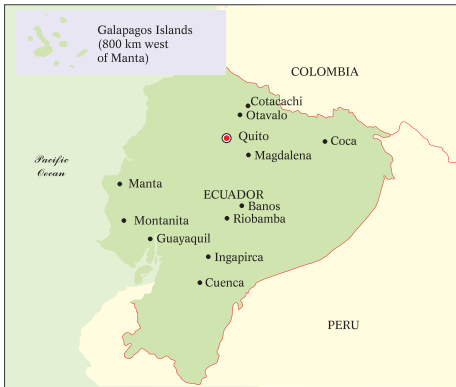 Galapagos Islands
(800 km west
of Manta)
COLOMBIA
Cotacachi
Otavalo
Quito
Coca
Magdalena
Pacific
Ocean
Manta
ECUADOR
Banos
Riobamba
Montanita
Guayaquil
Ingapirca
Cuenca
PERU